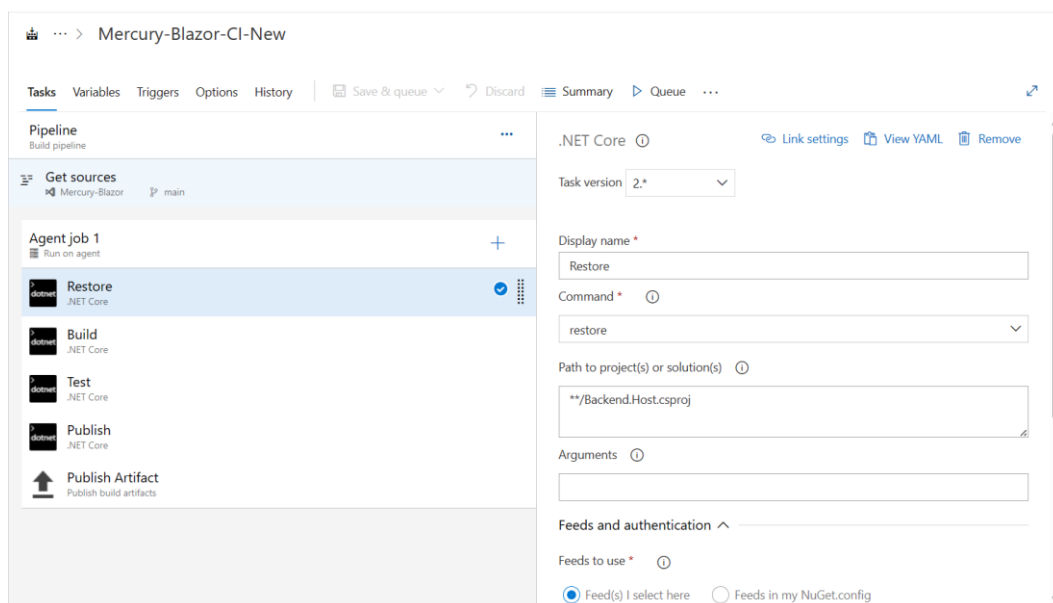 ... > Mercury-Blazor-CI-New
Tasks Variables Triggers Options History Save & queue Discard Summary Queue ...
Pipeline
Build pipeline
...
Get sources
Mercury-Blazor main
Agent job 1
Run on agent
Restore
.NET Core
Build
.NET Core
Test
.NET Core
Publish
.NET Core
Publish Artifact
Publish build artifacts
.NET Core Link settings View YAML Remove
Task version 2.*
Display name *
Restore
Command *
restore
Path to project(s) or solution(s)
**/Backend.Host.csproj
Arguments
Feeds and authentication
Feeds to use *
Feed(s) I select here Feeds in my NuGet.config